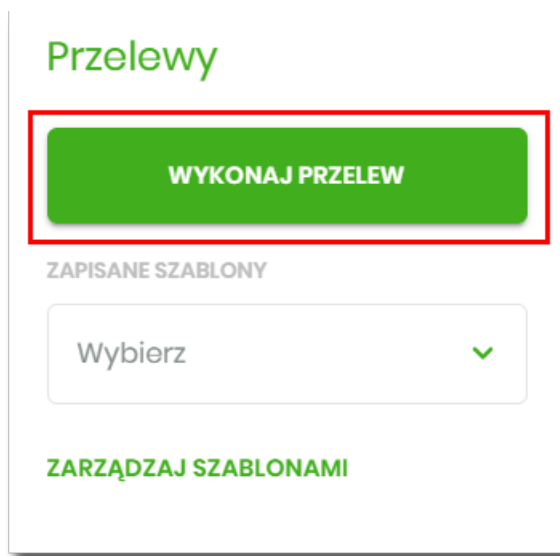 Przelewy
WYKONAJ PRZELEW
ZAPISANE SZABLONY
Wybierz
ZARZĄDZAJ SZABLONAMI